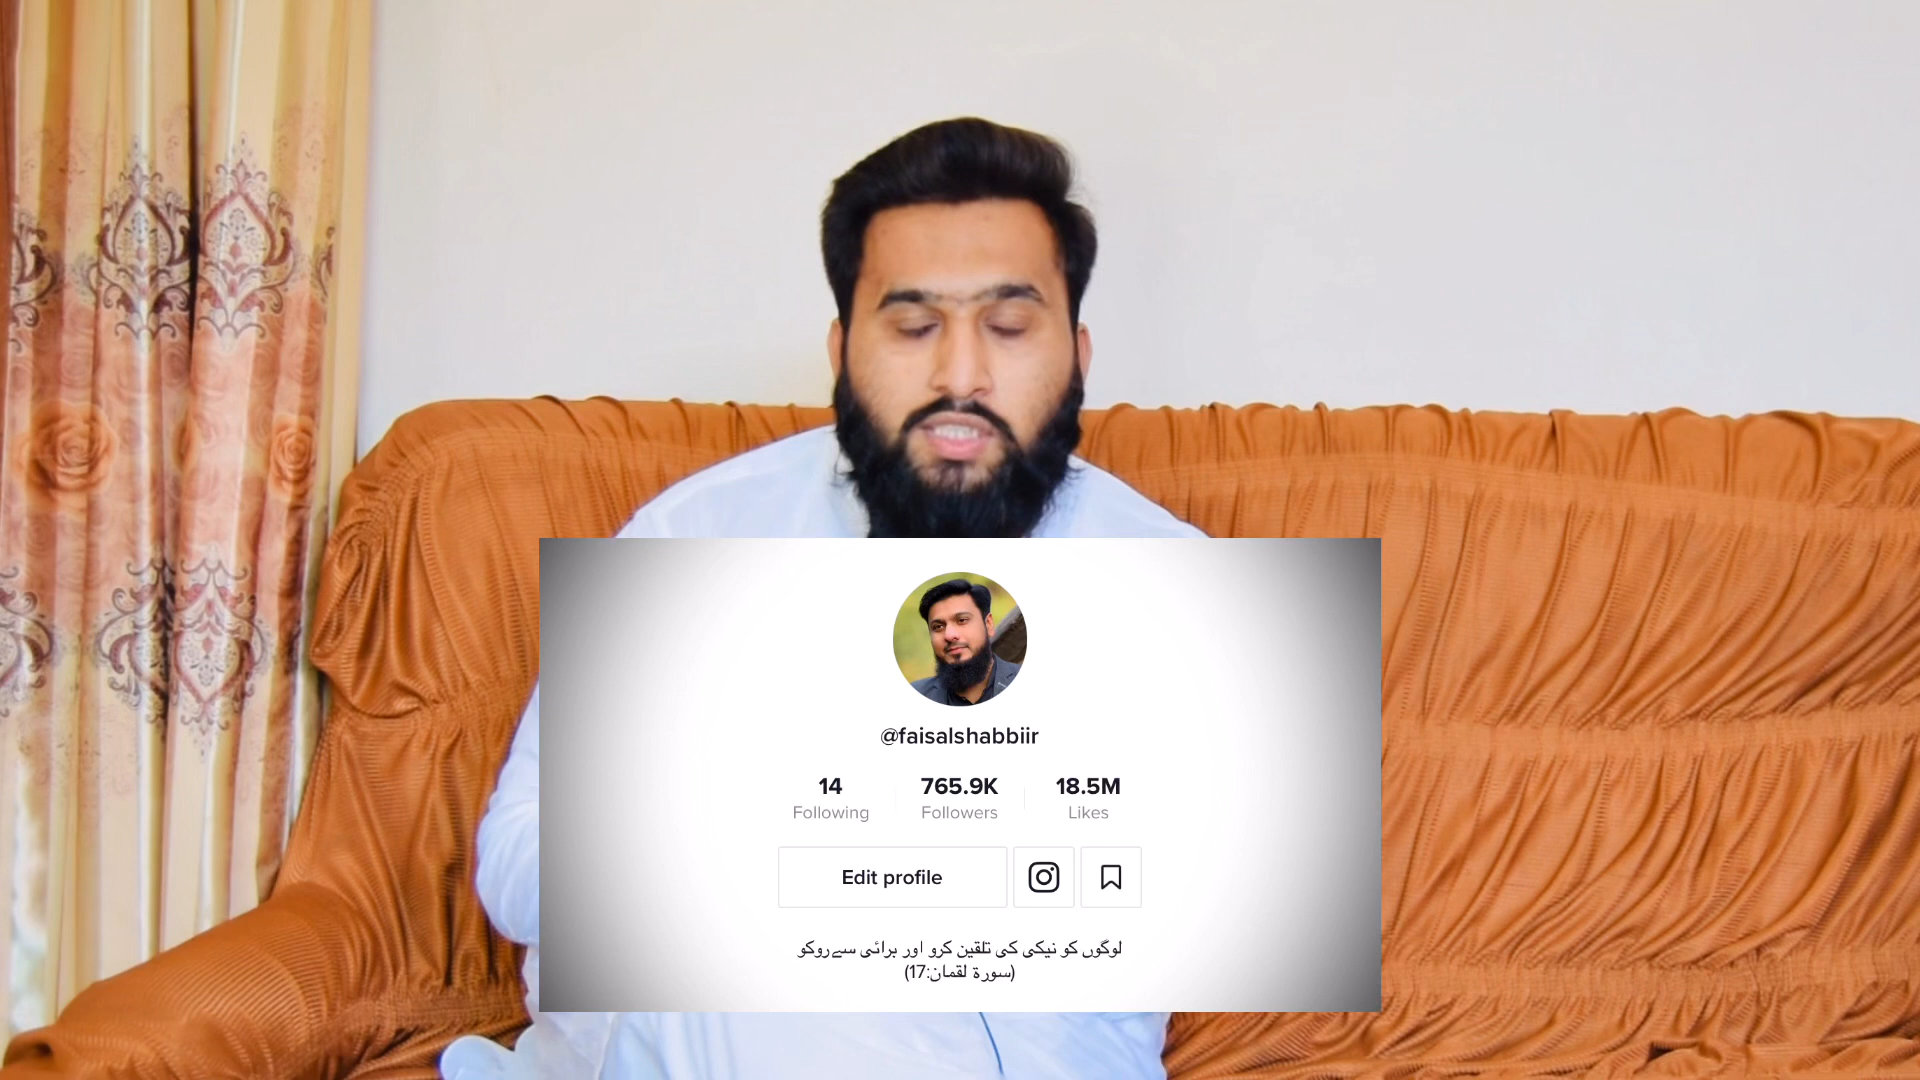 @faisalshabbiir
14 765.9K 18.5M
Following Followers Likes
Edit profile
لوگوں کو نیکی کی تلقین کرو اور برائی سے روکو
(سورة لقمان:17)